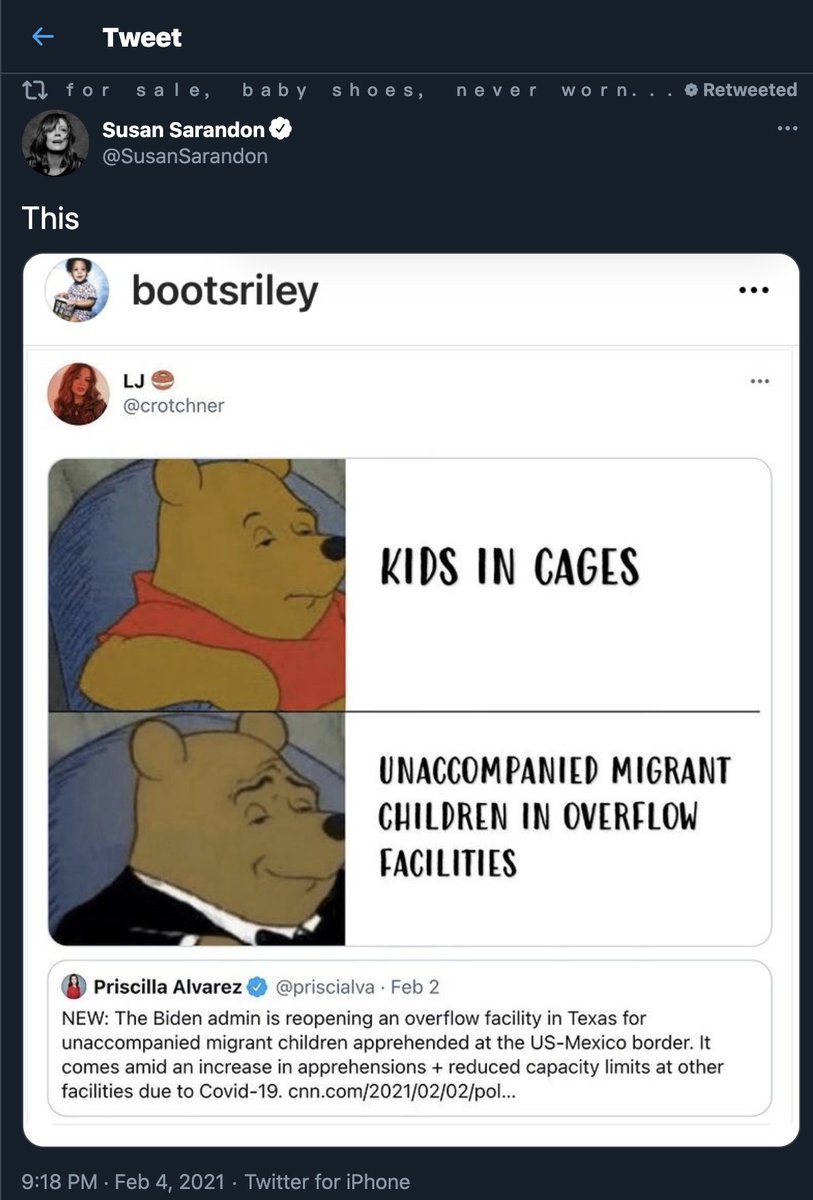 Tweet
for sale, baby shoes, never worn... Retweeted
Susan Sarandon
@SusanSarandon
This
bootsriley
LJ
@crotchner
KIDS IN CAGES
UNACCOMPANIED MIGRANT
CHILDREN IN OVERFLOW
FACILITIES
Priscilla Alvarez @priscialva · Feb 2
NEW: The Biden admin is reopening an overflow facility in Texas for
unaccompanied migrant children apprehended at the US-Mexico border. It
comes amid an increase in apprehensions + reduced capacity limits at other
facilities due to Covid-19. cnn.com/2021/02/02/pol...
9:18 PM · Feb 4, 2021 · Twitter for iPhone